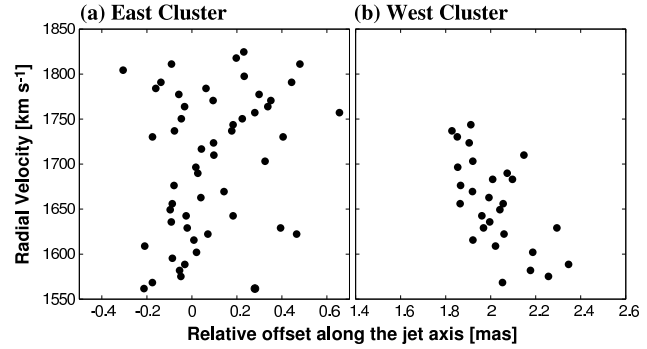 (a) East Cluster
(b) West Cluster
Radial Velocity [km s-1]
1850
1800
1750
1700
1650
1600
1550
-0.4 -0.2 0 0.2 0.4 0.6
1.4 1.6 1.8 2 2.2 2.4 2.6
Relative offset along the jet axis [mas]